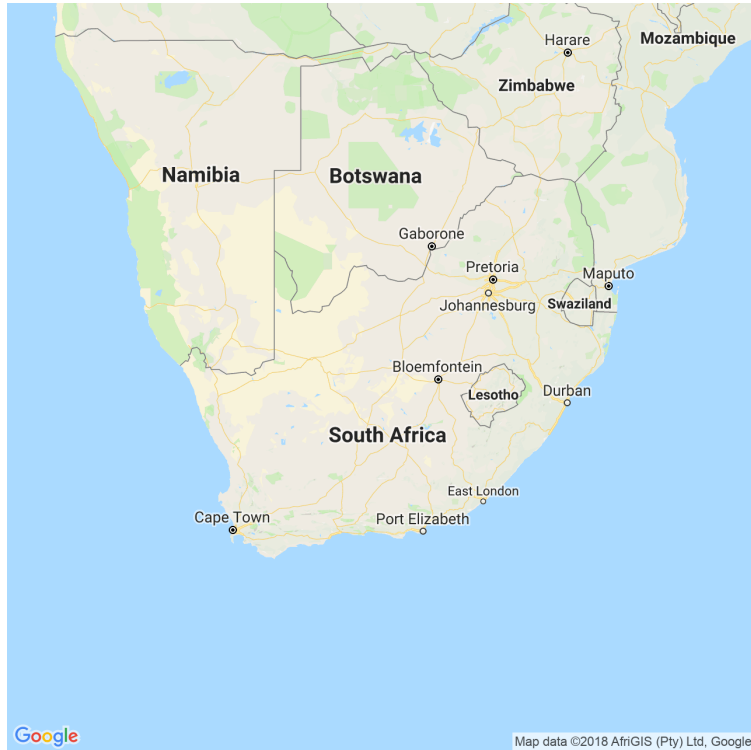 Harare
Mozambique
Zimbabwe
Namibia
Botswana
Gaborone
Pretoria
Maputo
Johannesburg
Swaziland
Bloemfontein
Lesotho
Durban
South Africa
East London
Cape Town
Port Elizabeth
Google
Map data ©2018 AfriGIS (Pty) Ltd, Google